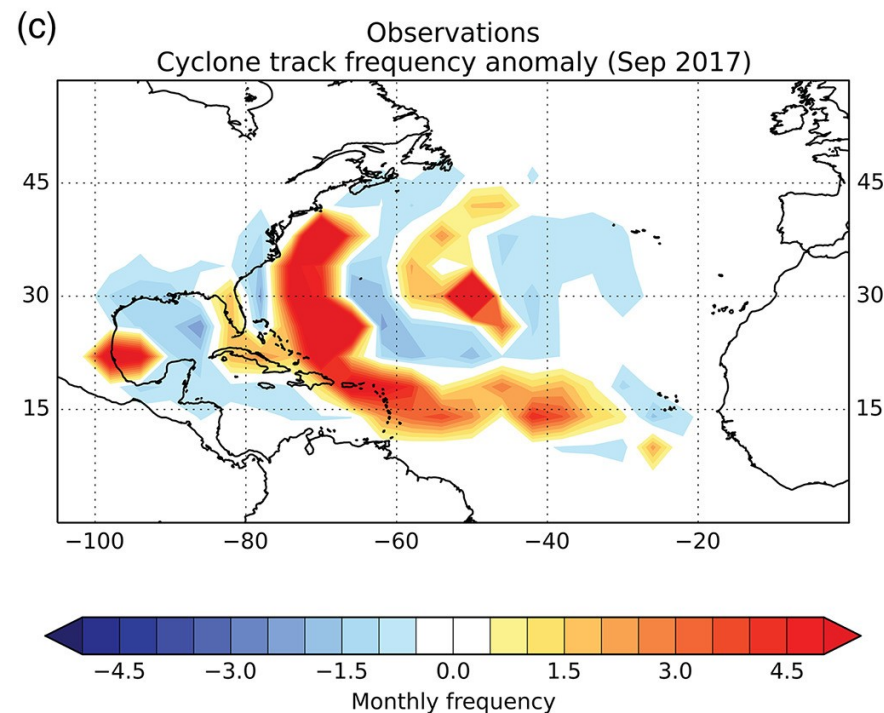 (c)
Observations
Cyclone track frequency anomaly (Sep 2017)
45 45
30 30
15 15
−100 −80 −60 −40 −20
−4.5 −3.0 −1.5 0.0 1.5 3.0 4.5
Monthly frequency